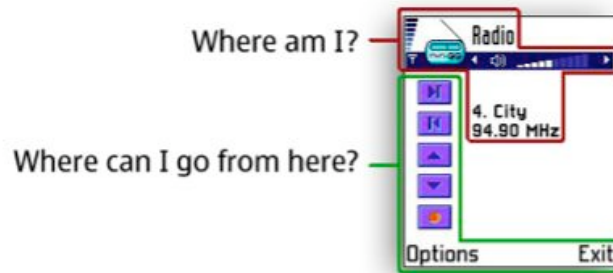 Where am I?
Radio
4. City
94.90 MHz
Where can I go from here?
Options Exit